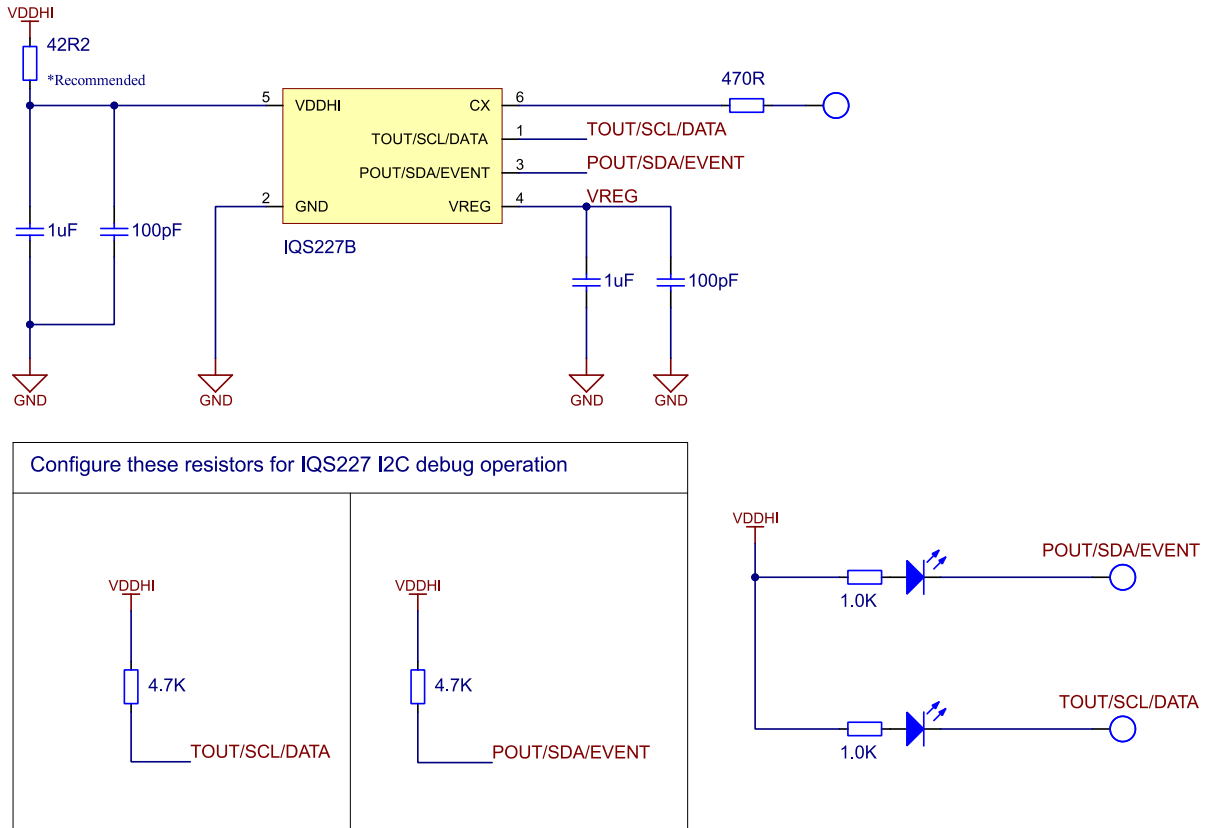 VDDHI
42R2
*Recommended
5
VDDHI
CX
6
470R
TOUT/SCL/DATA
1
TOUT/SCL/DATA
POUT/SDA/EVENT
3
POUT/SDA/EVENT
2
GND
VREG
4
VREG
IQS227B
1uF
100pF
1uF
100pF
GND
GND
GND
GND
Configure these resistors for IQS227 I2C debug operation
VDDHI
4.7K
TOUT/SCL/DATA
VDDHI
4.7K
POUT/SDA/EVENT
VDDHI
POUT/SDA/EVENT
1.0K
TOUT/SCL/DATA
1.0K